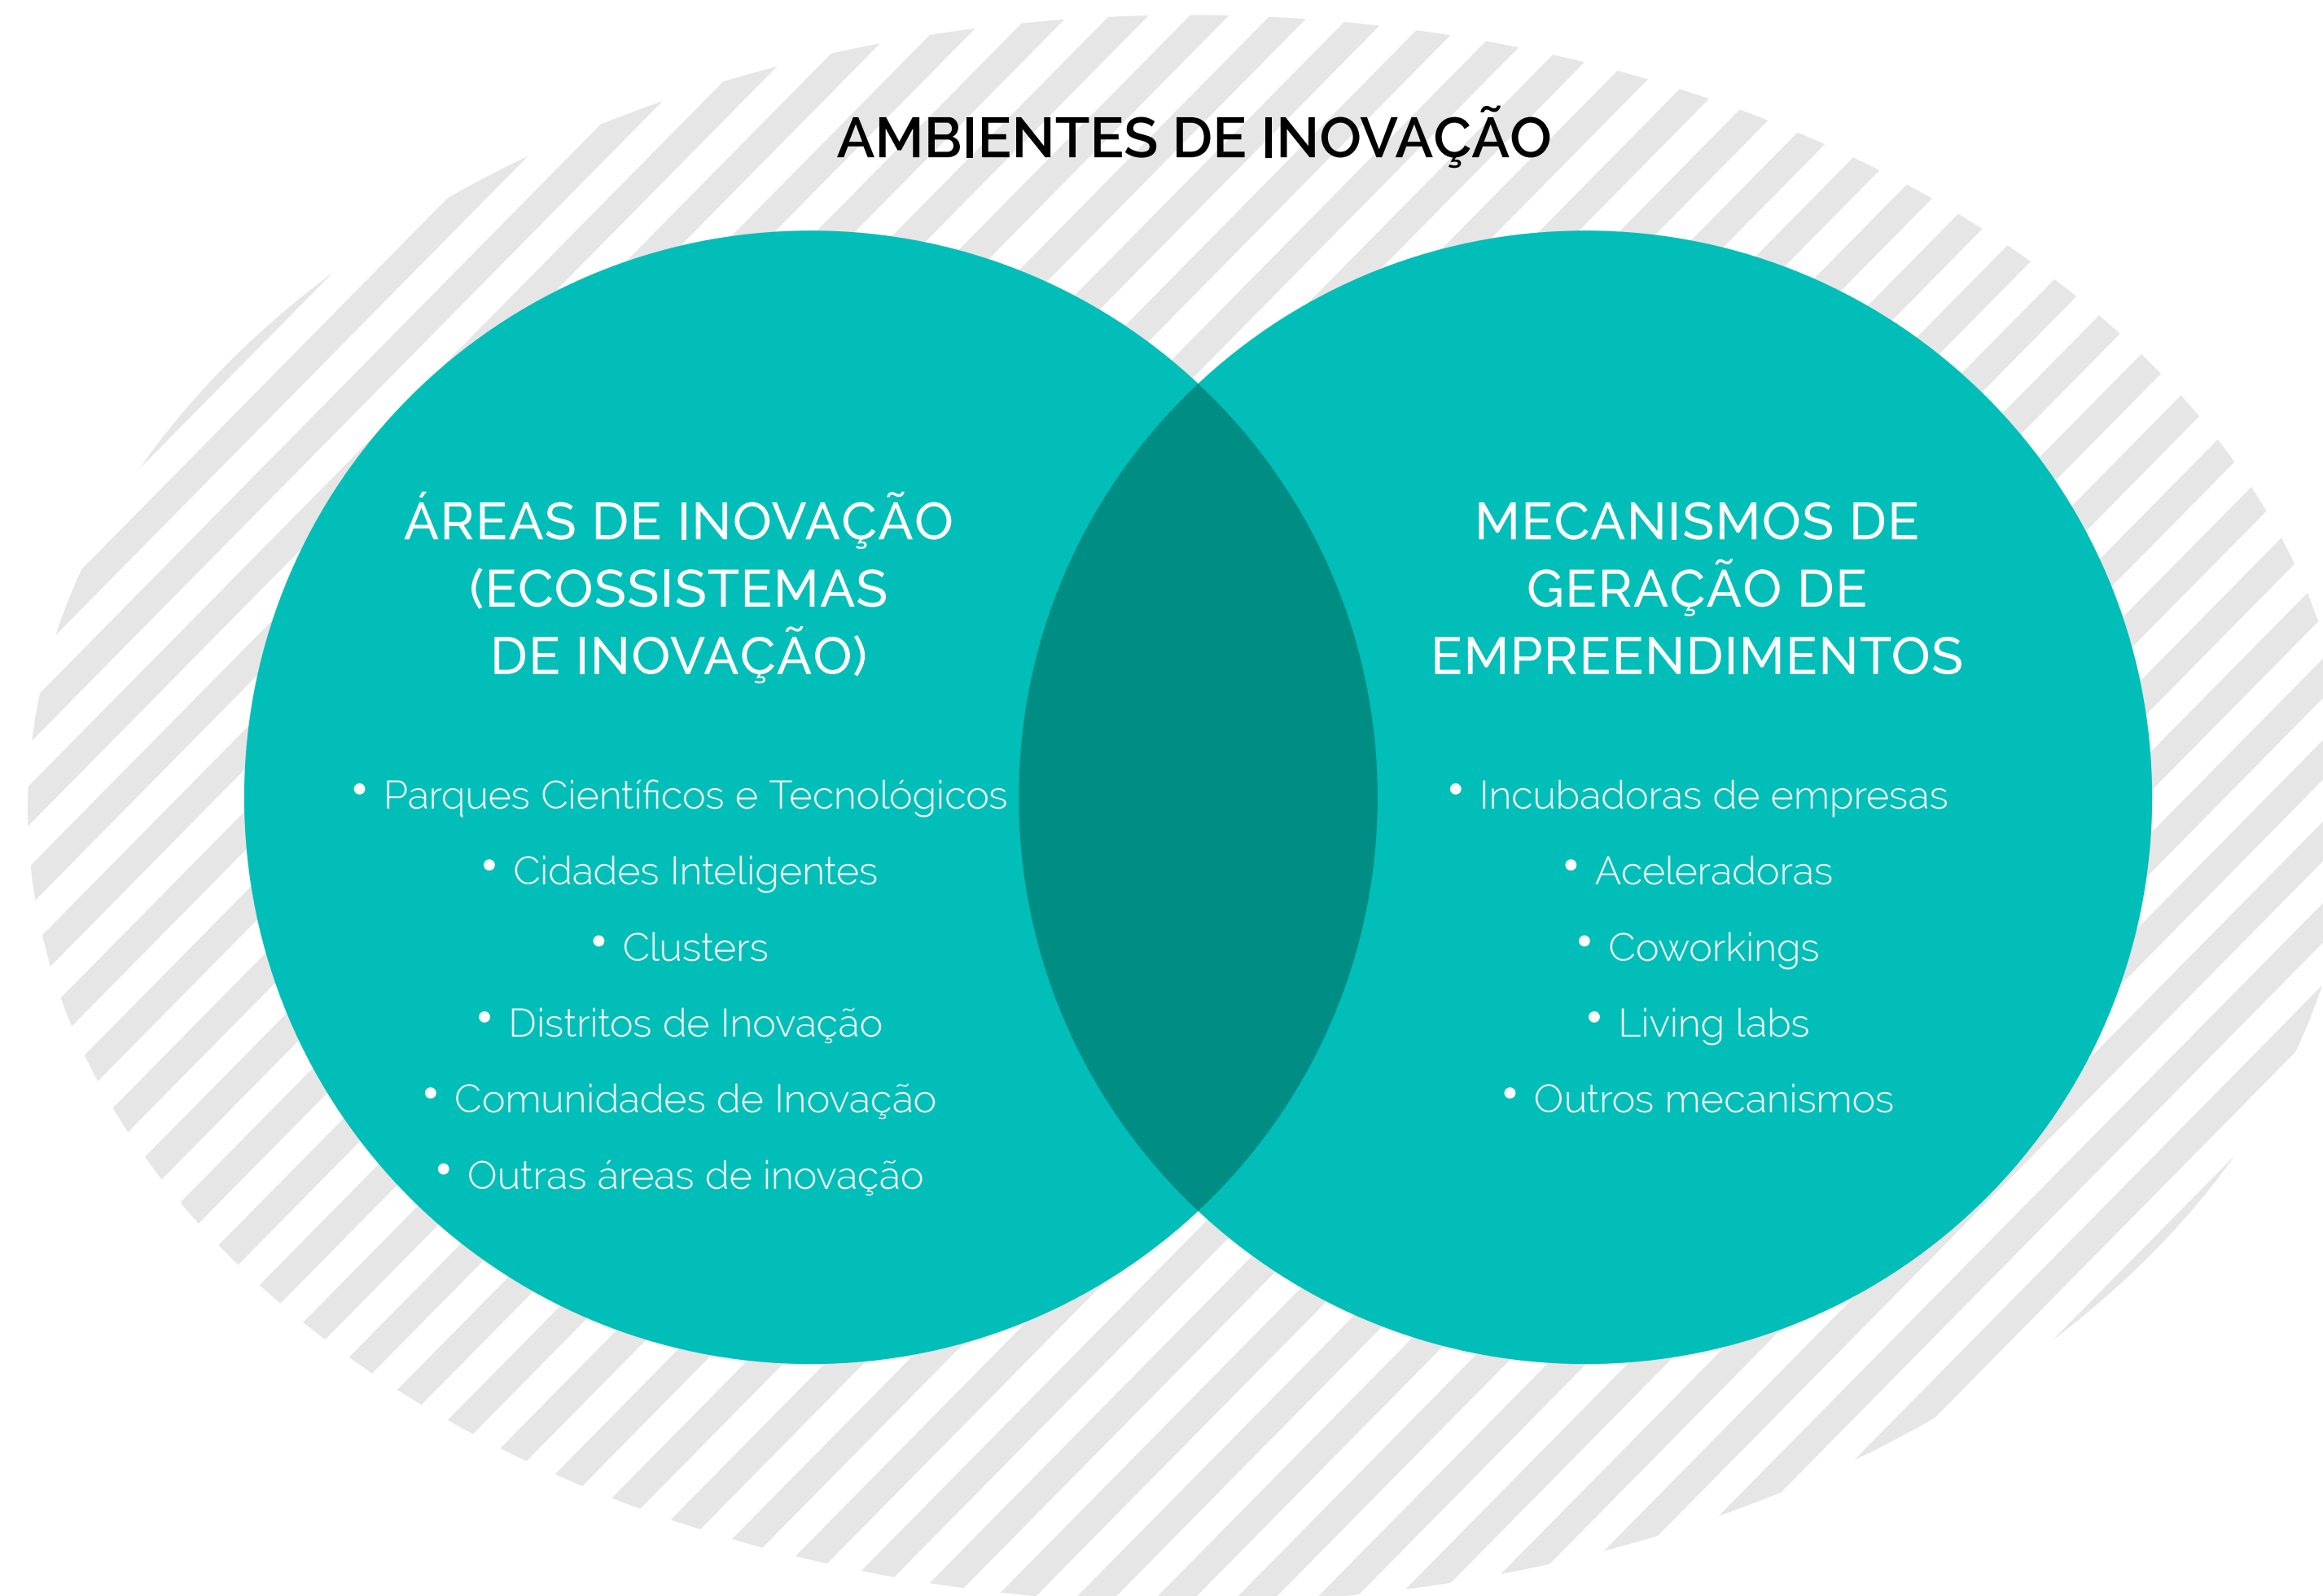 AMBIENTES DE INOVAÇÃO
ÁREAS DE INOVAÇÃO
(ECOSSISTEMAS
DE INOVAÇÃO)
• Parques Científicos e Tecnológicos
• Cidades Inteligentes
• Clusters
• Distritos de Inovação
• Comunidades de Inovação
• Outras áreas de inovação
MECANISMOS DE
GERAÇÃO DE
EMPREENDIMENTOS
• Incubadoras de empresas
• Aceleradoras
• Coworkings
• Living labs
• Outros mecanismos